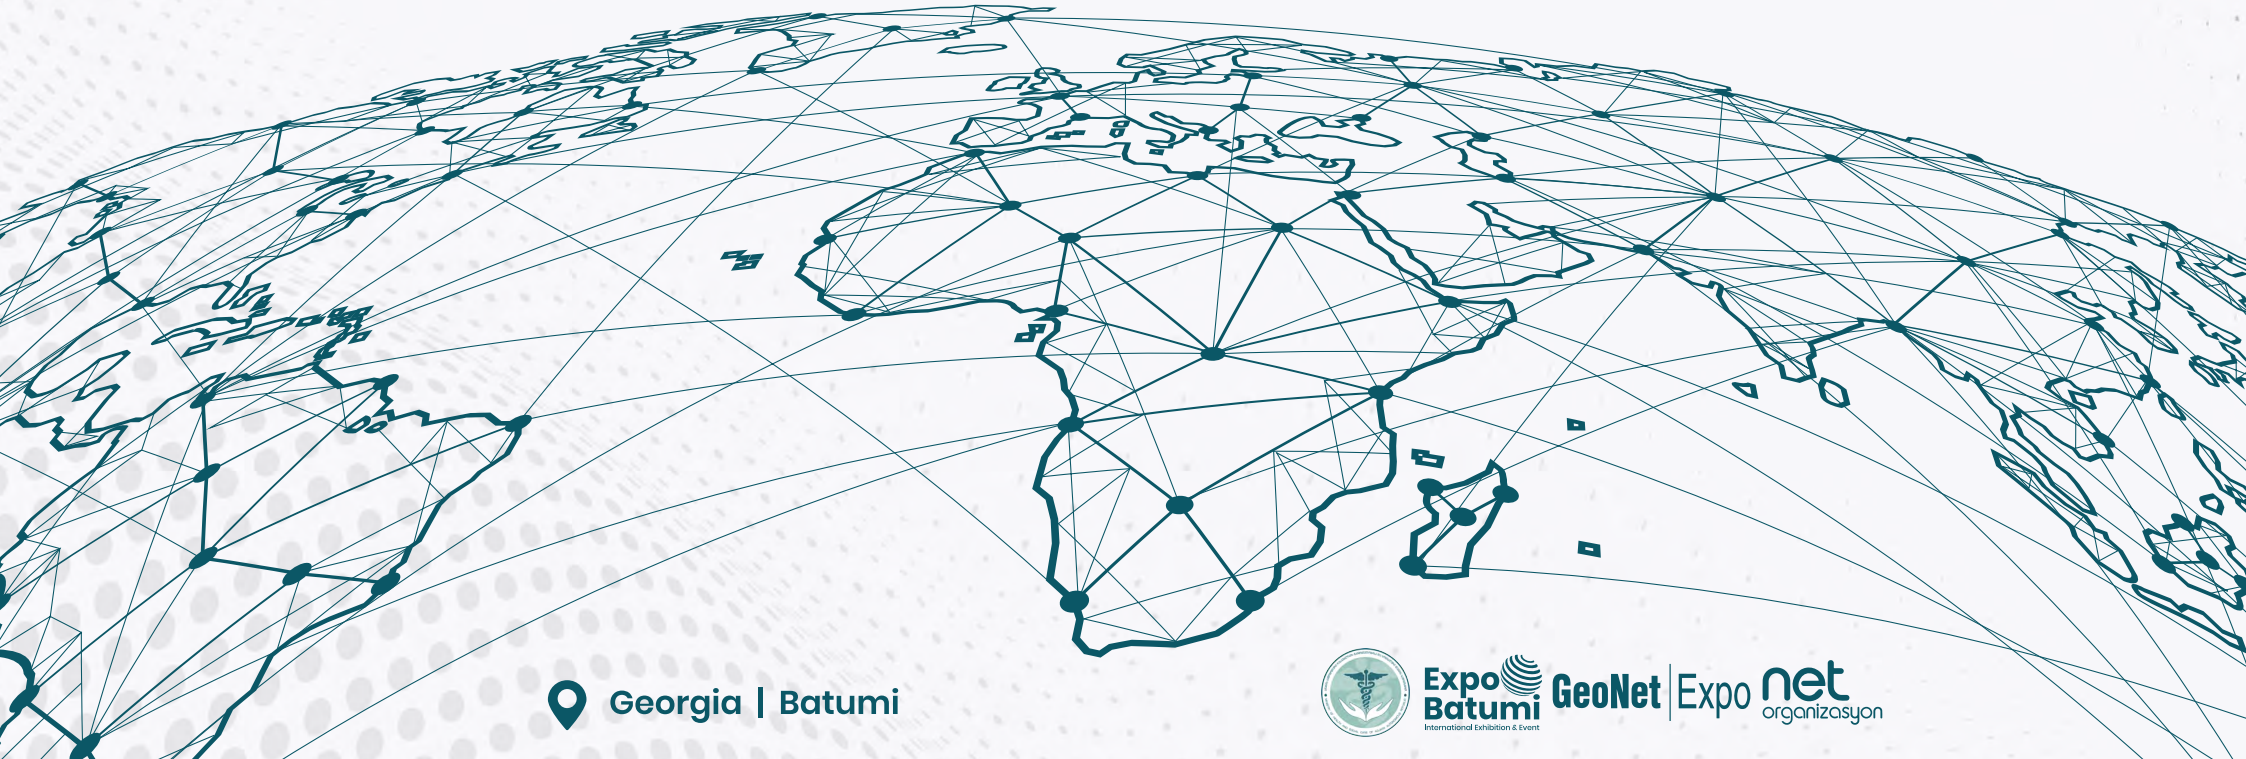 Georgia | Batumi
Expo
Batumi
International Exhibition & Event
GeoNet | Expo
net
organizasyon